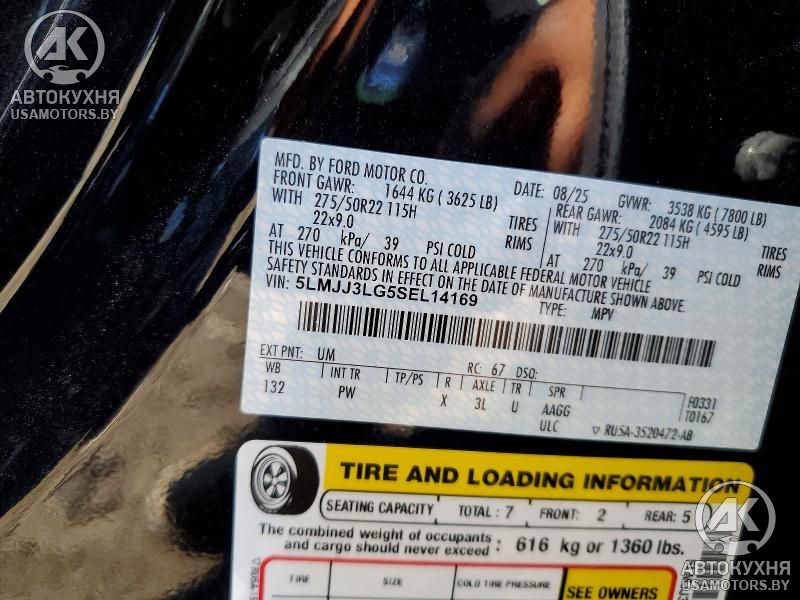 AK
АВТОКУХНЯ
USAMOTORS.BY
MFD. BY FORD MOTOR CO. DATE: 08/25 GVWR: 3538 KG ( 7800 LB)
FRONT GAWR: 1644 KG ( 3625 LB) REAR GAWR: 2084 KG ( 4595 LB)
WITH 275/50R22 115H TIRES WITH 275/50R22 115H TIRES
22x9.0 RIMS 22x9.0 RIMS
AT 270 kPa/ 39 PSI COLD AT 270 kPa/ 39 PSI COLD
THIS VEHICLE CONFORMS TO ALL APPLICABLE FEDERAL MOTOR VEHICLE
SAFETY STANDARDS IN EFFECT ON THE DATE OF MANUFACTURE SHOWN ABOVE.
VIN: 5LMJJ3LG5SEL14169 TYPE: MPV
EXT PNT: UM RC: 67 DSO:
WB INT TR TP/PS R AXLE TR SPR F0331
132 PW X 3L U AAGG T0167
ULC ▽ RU5A-3S20472-AB
TIRE AND LOADING INFORMATION
SEATING CAPACITY TOTAL : 7 FRONT: 2 REAR: 5
The combined weight of occupants
and cargo should never exceed : 616 kg or 1360 lbs.
TIRE SIZE COLD TIRE PRESSURE SEE OWNERS
AK
АВТОКУХНЯ
USAMOTORS.BY